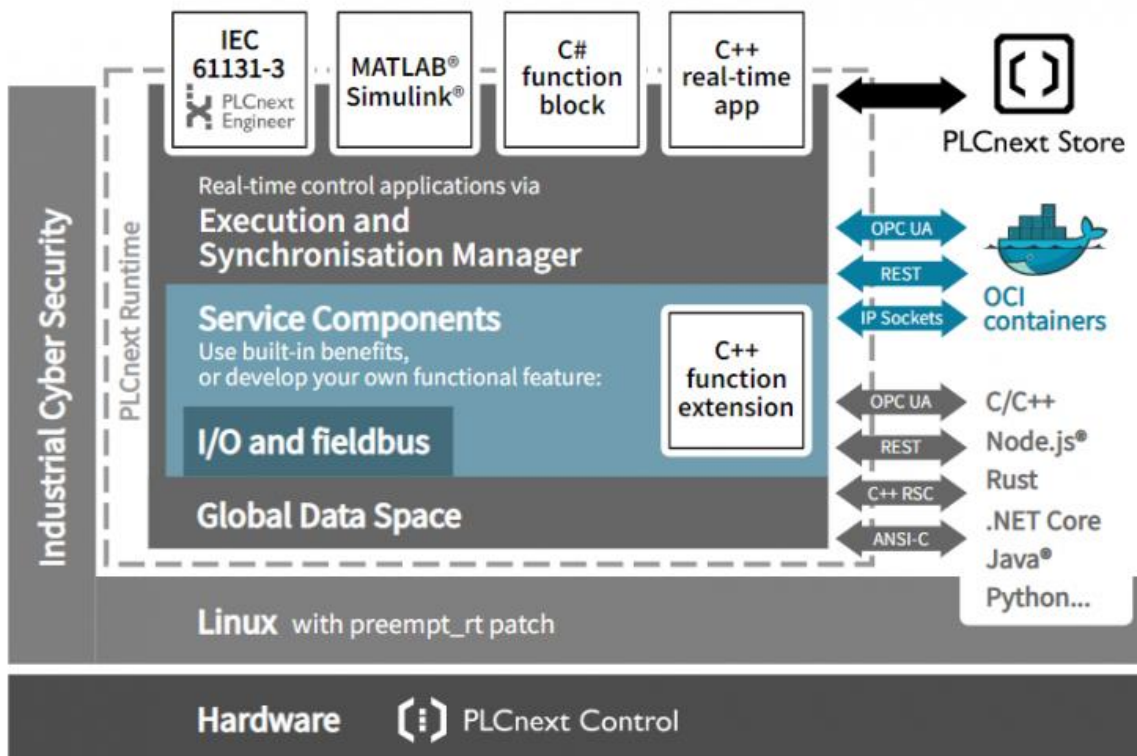 IEC
61131-3
PLCnext
Engineer
MATLAB®
Simulink®
C#
function
block
C++
real-time
app
PLCnext Store
Industrial Cyber Security
PLCnext Runtime
Real-time control applications via
Execution and
Synchronisation Manager
OPC UA
REST
IP Sockets
OCI
containers
Service Components
Use built-in benefits,
or develop your own functional feature:
C++
function
extension
I/O and fieldbus
Global Data Space
OPC UA
REST
C++ RSC
ANSI-C
C/C++
Node.js®
Rust
.NET Core
Java®
Python...
Linux with preempt_rt patch
Hardware PLCnext Control